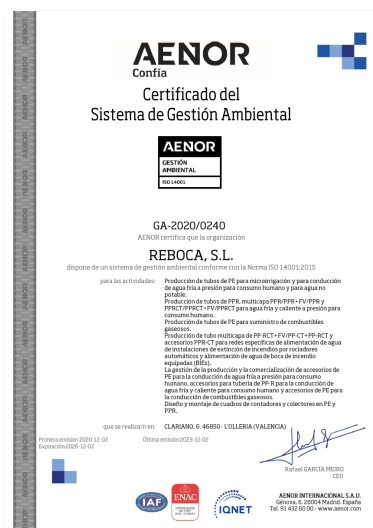 AENOR
Confía
Certificado del
Sistema de Gestión Ambiental
AENOR
GESTIÓN
AMBIENTAL
ISO 14001
GA-2020/0240
AENOR certifica que la organización
REBOCA, S.L.
dispone de un sistema de gestión ambiental conforme con la Norma ISO 14001:2015
para las actividades: Producción de tubos de PE para microirrigación y para conducción
de agua fría a presión para consumo humano y para agua no
potable.
Producción de tubos PPR, multicapa PPR/PPR+FV/PPR y
PPRCT/PPRCT+FV/PPRCT para agua fría y caliente a presión para
consumo humano.
Producción de tubos de PE para suministro de combustibles
gaseosos.
Producción de tubo multicapa de PP-RCT+FV/PP-CT+PP-RCT y
accesorios PPR-CT para redes específicas de alimentación de agua
de instalaciones de extinción de incendios por rociadores
automáticos y alimentación de agua de boca de incendio
equipadas (BIEs),
La gestión de la producción y la comercialización de accesorios de
PE para la conducción de agua fría a presión para consumo
humano, accesorios para tubería de PP-R para la conducción de
agua fría y caliente para consumo humano y accesorios de PE para
la conducción de combustibles gaseosos.
Diseño y montaje de cuadros de contadores y colectores en PE y
PPR.
que se realiza/n en: CLARIANO, 6. 46850 - L'OLLERIA (VALENCIA)
Primera emisión 2020-12-02 Última emisión 2023-12-02
Expiración 2026-12-02
Rafael GARCÍA MEIRO
CEO
IAF
ENAC
IQNET
AENOR INTERNACIONAL S.A.U.
Génova, 6. 28004 Madrid. España
Tel. 91 432 60 00.- www.aenor.com